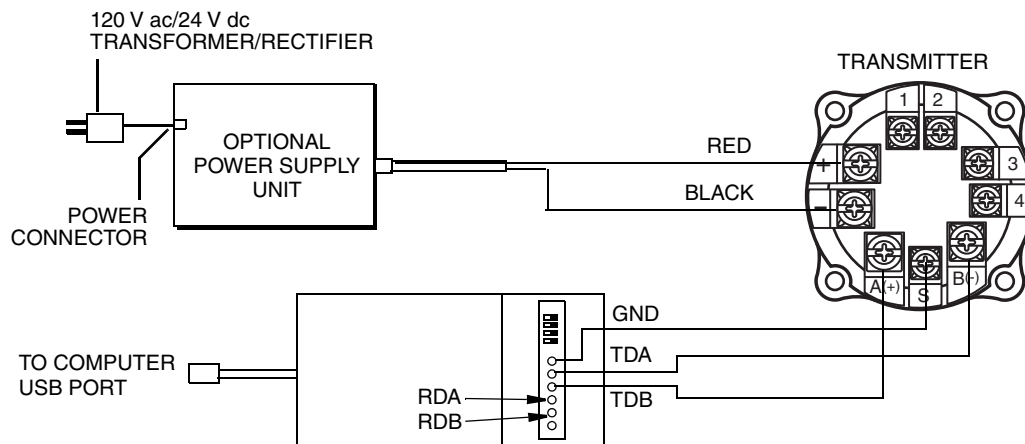 120 V ac/24 V dc
TRANSFORMER/RECTIFIER
OPTIONAL
POWER SUPPLY
UNIT
POWER
CONNECTOR
RED
BLACK
TRANSMITTER
1
2
3
4
+
−
A(+)
S
B(-)
TO COMPUTER
USB PORT
GND
TDA
TDB
RDA
RDB